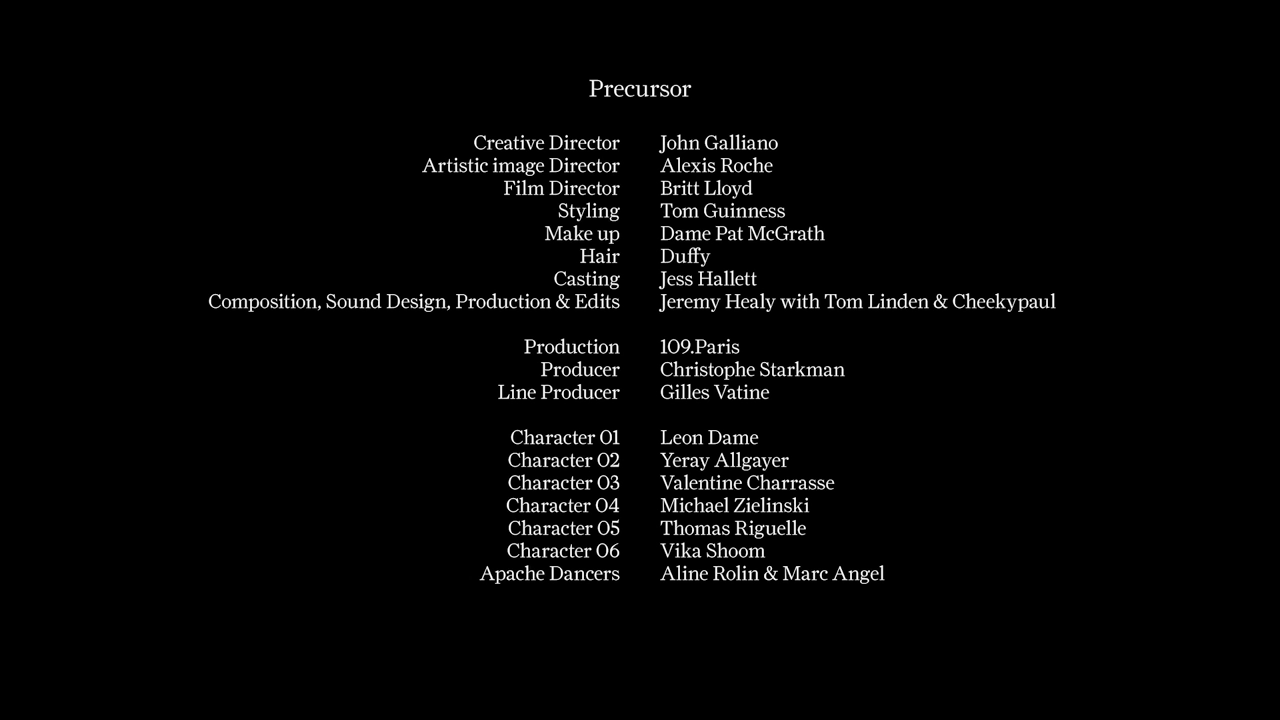 Precursor
Creative Director John Galliano
Artistic image Director Alexis Roche
Film Director Britt Lloyd
Styling Tom Guinness
Make up Dame Pat McGrath
Hair Duffy
Casting Jess Hallett
Composition, Sound Design, Production & Edits Jeremy Healy with Tom Linden & Cheekypaul
Production 109.Paris
Producer Christophe Starkman
Line Producer Gilles Vatine
Character 01 Leon Dame
Character 02 Yeray Allgayer
Character 03 Valentine Charrasse
Character 04 Michael Zielinski
Character 05 Thomas Riguelle
Character 06 Vika Shoom
Apache Dancers Aline Rolin & Marc Angel